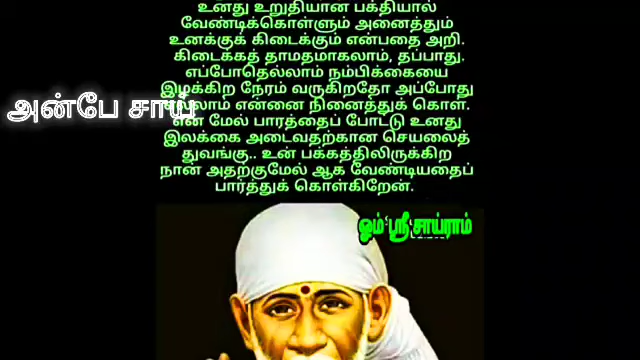 உனது உறுதியான பக்தியால்
வேண்டிக்கொள்ளும் அனைத்தும்
உனக்குக் கிடைக்கும் என்பதை அறி.
கிடைக்கத் தாமதமாகலாம், தப்பாது.
எப்போதெல்லாம் நம்பிக்கையை
இழக்கிற நேரம் வருகிறதோ அப்போது
அன்பே சாய்
என்னை நினைத்துக் கொள்.
என் மேல் பாரத்தைப் போட்டு உனது
இலக்கை அடைவதற்கான செயலைத்
துவங்கு.. உன் பக்கத்திலிருக்கிற
நான் அதற்குமேல் ஆக வேண்டியதைப்
பார்த்துக் கொள்கிறேன்.
ஓம் ஸ்ரீ சாய்ராம்